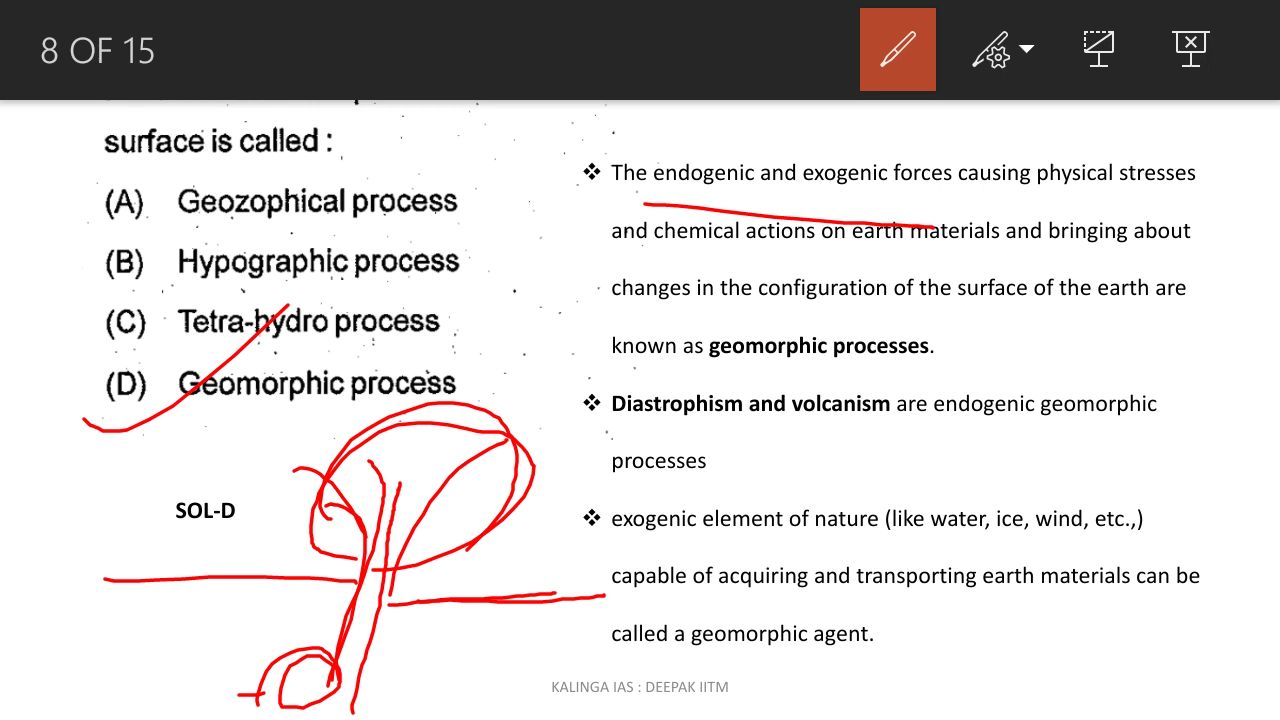 8 OF 15
surface is called :
(A) Geozophical process
(B) Hypographic process
(C) Tetra-hydro process
(D) Geomorphic process
SOL-D
❖ The endogenic and exogenic forces causing physical stresses
and chemical actions on earth materials and bringing about
changes in the configuration of the surface of the earth are
known as geomorphic processes.
❖ Diastrophism and volcanism are endogenic geomorphic
processes
❖ exogenic element of nature (like water, ice, wind, etc.,)
capable of acquiring and transporting earth materials can be
called a geomorphic agent.
KALINGA IAS : DEEPAK IITM